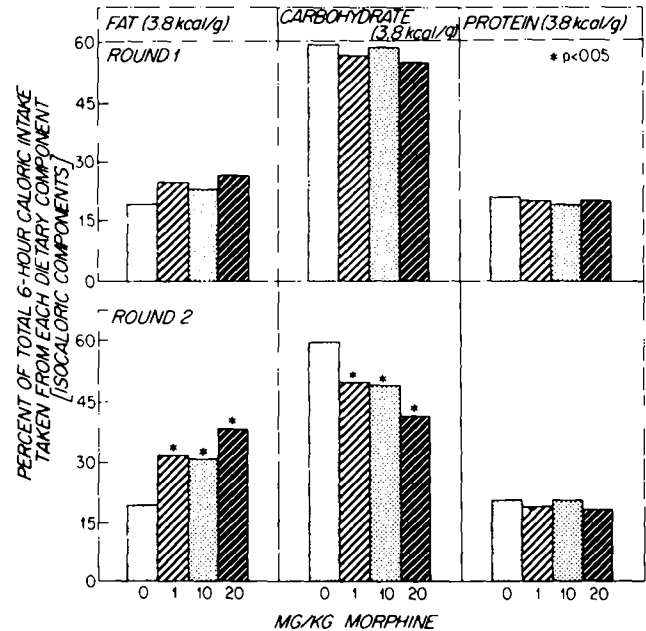 FAT (3.8 kcal/g)
CARBOHYDRATE
(3.8 kcal/g)
PROTEIN (3.8 kcal/g)
ROUND 1
* p<005
60
45
30
15
0
ROUND 2
60
45
30
15
0
* * *
* * *
PERCENT OF TOTAL 6-HOUR CALORIC INTAKE
TAKEN FROM EACH DIETARY COMPONENT
[ISOCALORIC COMPONENTS]
0 1 10 20
0 1 10 20
0 1 10 20
MG/KG MORPHINE